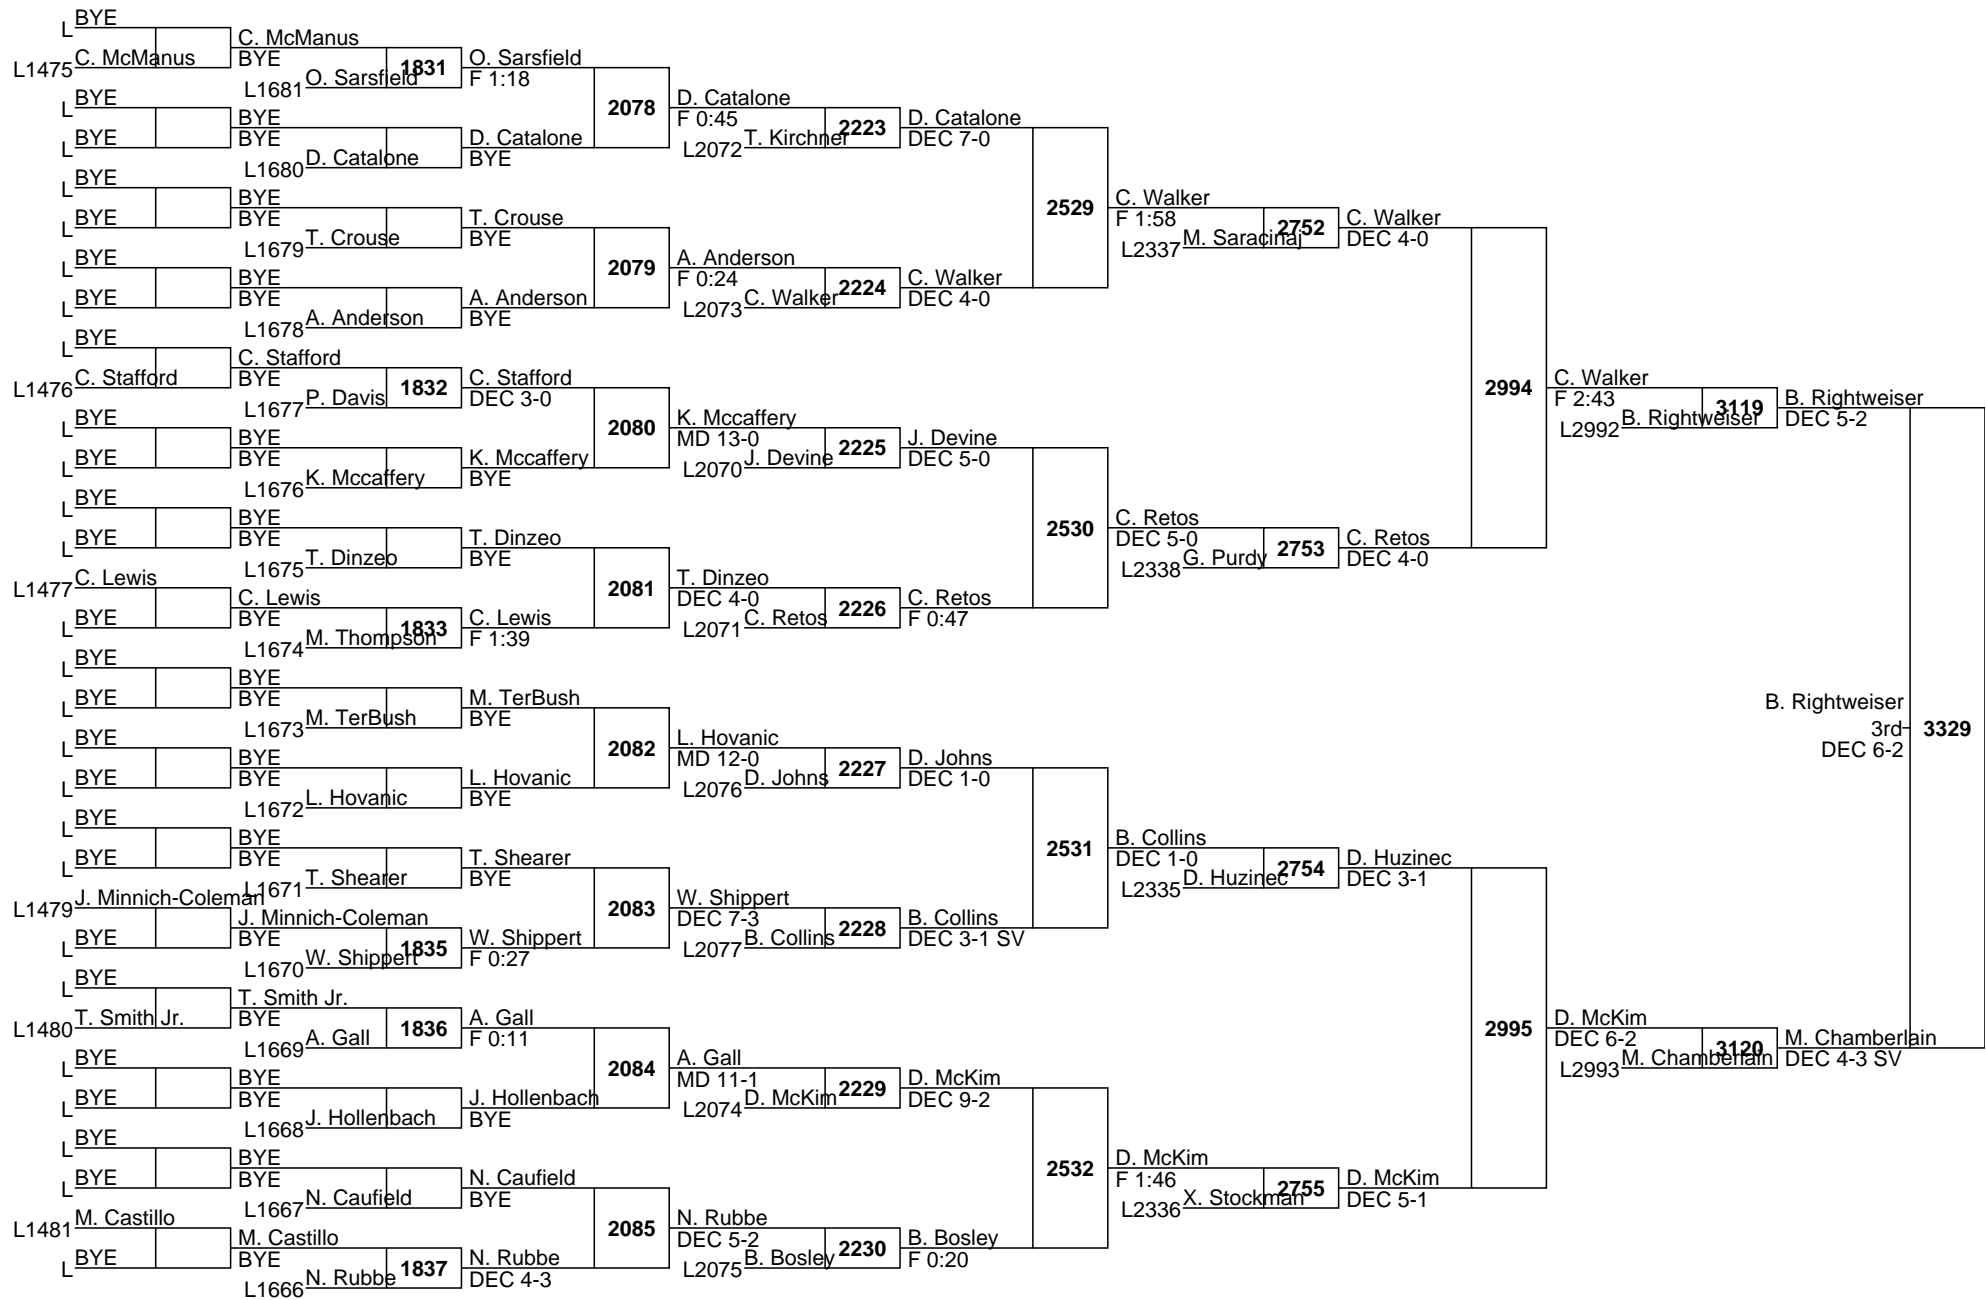 BYE
L
C. McManus
L1475
C. McManus
BYE
O. Sarsfield
L1681
1831
O. Sarsfield
F 1:18
BYE
L
BYE
L
BYE
BYE
D. Catalone
L1680
D. Catalone
BYE
2078
D. Catalone
F 0:45
T. Kirchner
L2072
2223
D. Catalone
DEC 7-0
BYE
L
BYE
L
BYE
BYE
T. Crouse
L1679
T. Crouse
BYE
BYE
L
BYE
L
BYE
BYE
A. Anderson
L1678
A. Anderson
BYE
2079
A. Anderson
F 0:24
C. Walker
L2073
2224
C. Walker
DEC 4-0
2529
C. Walker
F 1:58
M. Saracinaj
L2337
2752
C. Walker
DEC 4-0
BYE
L
C. Stafford
L1476
C. Stafford
BYE
P. Davis
L1677
1832
C. Stafford
DEC 3-0
BYE
L
BYE
L
BYE
BYE
K. Mccaffery
L1676
K. Mccaffery
BYE
2080
K. Mccaffery
MD 13-0
J. Devine
L2070
2225
J. Devine
DEC 5-0
BYE
L
BYE
L
BYE
BYE
T. Dinzeo
L1675
T. Dinzeo
BYE
C. Lewis
L1477
BYE
L
C. Lewis
BYE
M. Thompson
L1674
1833
C. Lewis
F 1:39
2081
T. Dinzeo
DEC 4-0
C. Retos
L2071
2226
C. Retos
F 0:47
2530
C. Retos
DEC 5-0
G. Purdy
L2338
2753
C. Retos
DEC 4-0
2994
C. Walker
F 2:43
B. Rightweiser
L2992
3119
B. Rightweiser
DEC 5-2
BYE
L
BYE
L
BYE
BYE
M. TerBush
L1673
M. TerBush
BYE
BYE
L
BYE
L
BYE
BYE
L. Hovanic
L1672
L. Hovanic
BYE
2082
L. Hovanic
MD 12-0
D. Johns
L2076
2227
D. Johns
DEC 1-0
BYE
L
BYE
L
BYE
BYE
T. Shearer
L1671
T. Shearer
BYE
J. Minnich-Coleman
L1479
BYE
L
J. Minnich-Coleman
BYE
W. Shippert
L1670
1835
W. Shippert
F 0:27
2083
W. Shippert
DEC 7-3
B. Collins
L2077
2228
B. Collins
DEC 3-1 SV
2531
B. Collins
DEC 1-0
D. Huzinec
L2335
2754
D. Huzinec
DEC 3-1
BYE
L
T. Smith Jr.
L1480
T. Smith Jr.
BYE
A. Gall
L1669
1836
A. Gall
F 0:11
BYE
L
BYE
L
BYE
BYE
J. Hollenbach
L1668
J. Hollenbach
BYE
2084
A. Gall
MD 11-1
D. McKim
L2074
2229
D. McKim
DEC 9-2
BYE
L
BYE
L
BYE
BYE
N. Caufield
L1667
N. Caufield
BYE
M. Castillo
L1481
BYE
L
M. Castillo
BYE
N. Rubbe
L1666
1837
N. Rubbe
DEC 4-3
2085
N. Rubbe
DEC 5-2
B. Bosley
L2075
2230
B. Bosley
F 0:20
2532
D. McKim
F 1:46
X. Stockman
L2336
2755
D. McKim
DEC 5-1
2995
D. McKim
DEC 6-2
M. Chamberlain
L2993
3120
M. Chamberlain
DEC 4-3 SV
B. Rightweiser
3rd
DEC 6-2
3329